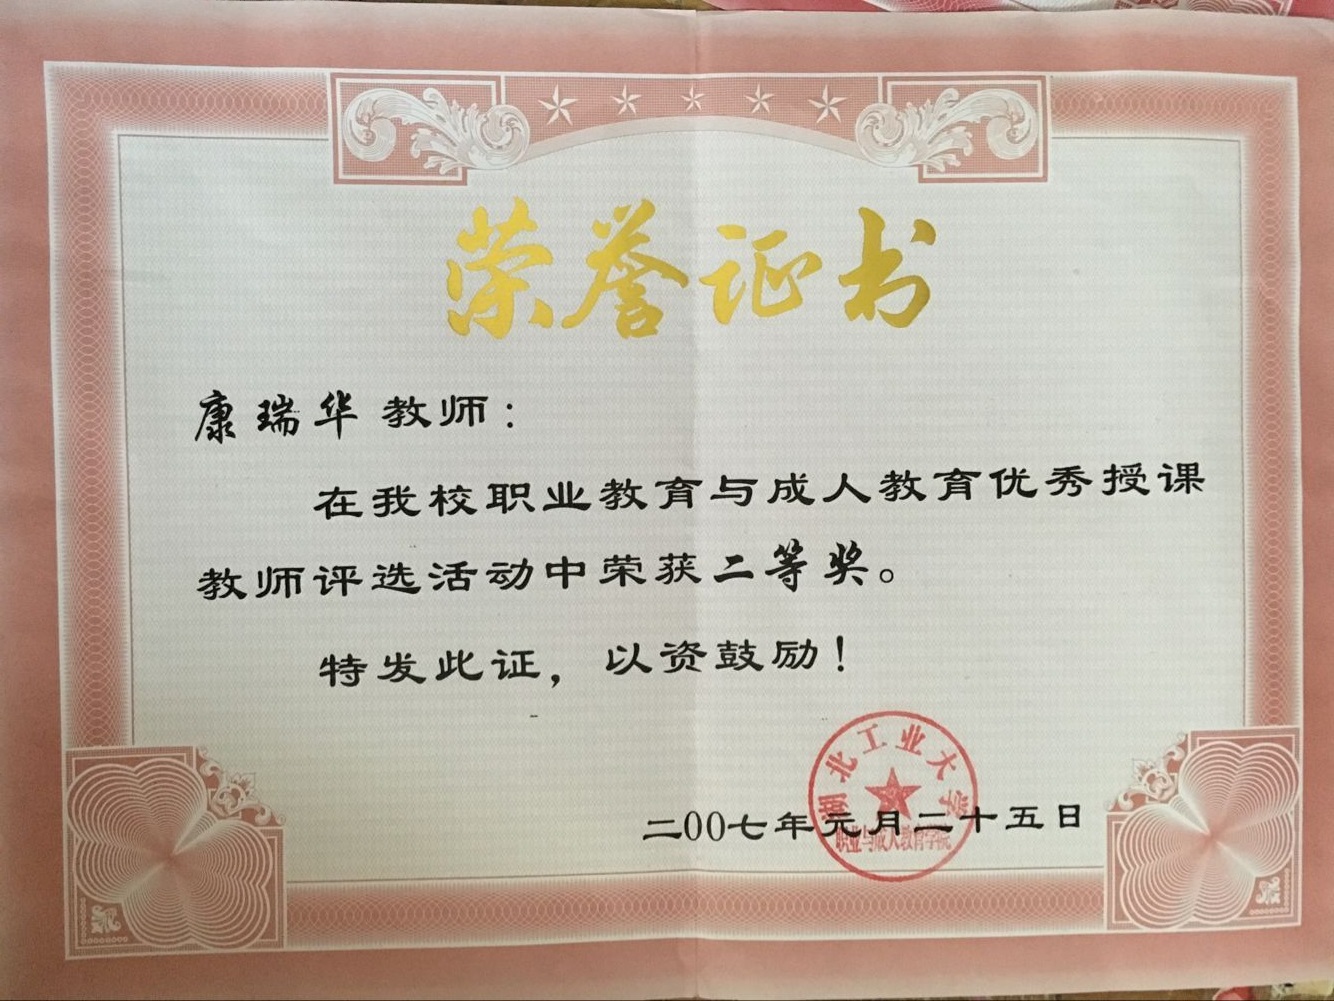 荣誉证书
康瑞华教师：
在我校职业教育与成人教育优秀授课
教师评选活动中荣获二等奖。
特发此证，以资鼓励！
湖北工业大学
职业与成人教育学院
二00七年元月二十五日